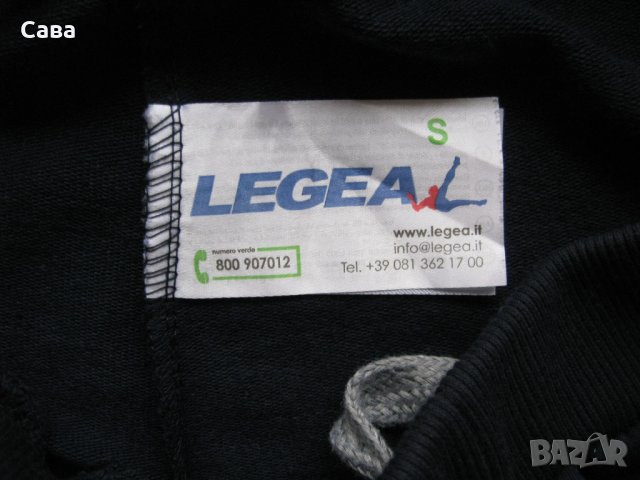 Сава
S
LEGEA
www.legea.it
info@legea.it
Tel. +39 081 362 17 00
numero verde
800 907012
BAZAR